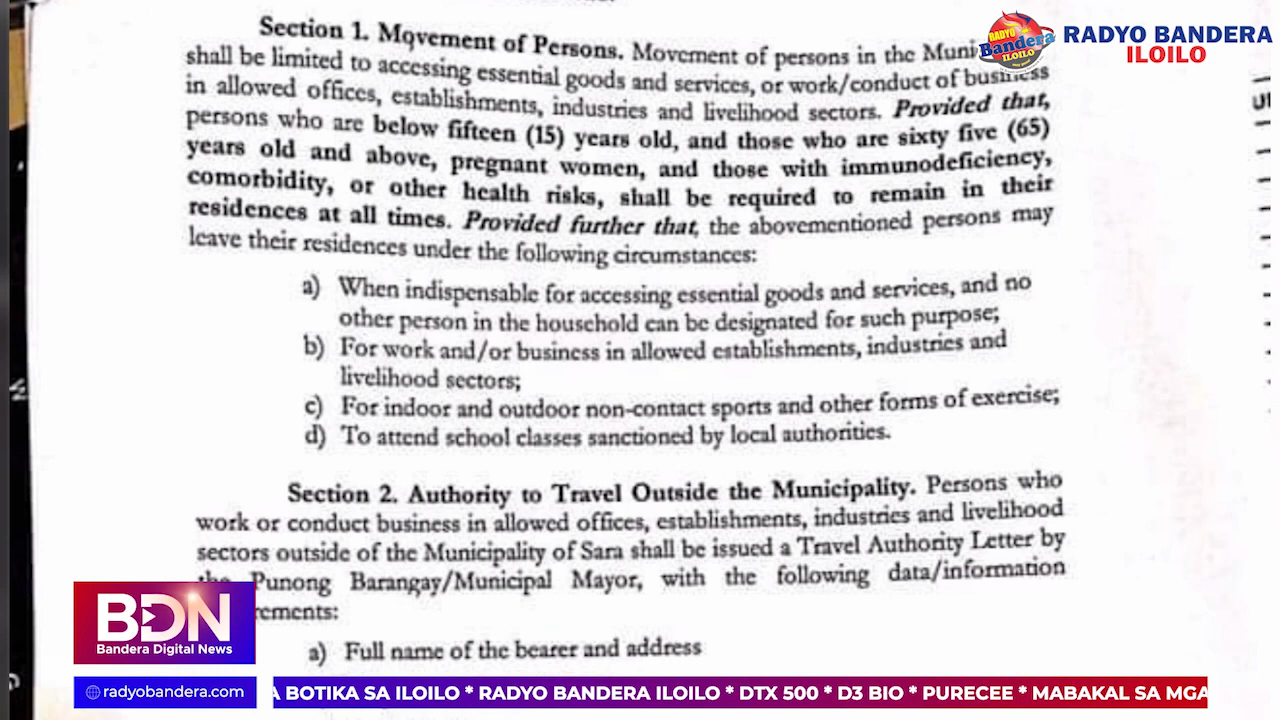 Section 1. Movement of Persons. Movement of persons in the Muni
shall be limited to accessing essential goods and services, or work/conduct of business
in allowed offices, establishments, industries and livelihood sectors. Provided that,
persons who are below fifteen (15) years old, and those who are sixty five (65)
years old and above, pregnant women, and those with immunodeficiency,
comorbidity, or other health risks, shall be required to remain in their
residences at all times. Provided further that, the abovementioned persons may
leave their residences under the following circumstances:
a) When indispensable for accessing essential goods and services, and no
other person in the household can be designated for such purpose;
b) For work and/or business in allowed establishments, industries and
livelihood sectors;
c) For indoor and outdoor non-contact sports and other forms of exercise;
d) To attend school classes sanctioned by local authorities.
Section 2. Authority to Travel Outside the Municipality. Persons who
work or conduct business in allowed offices, establishments, industries and livelihood
sectors outside of the Municipality of Sara shall be issued a Travel Authority Letter by
the Punong Barangay/Municipal Mayor, with the following data/information
rements:
a) Full name of the bearer and address
RADYO
Bandera
ILOILO
RADYO BANDERA
ILOILO
BDN
Bandera Digital News
radyobandera.com
A BOTIKA SA ILOILO * RADYO BANDERA ILOILO * DTX 500 * D3 BIO * PURECEE * MABAKAL SA MGA